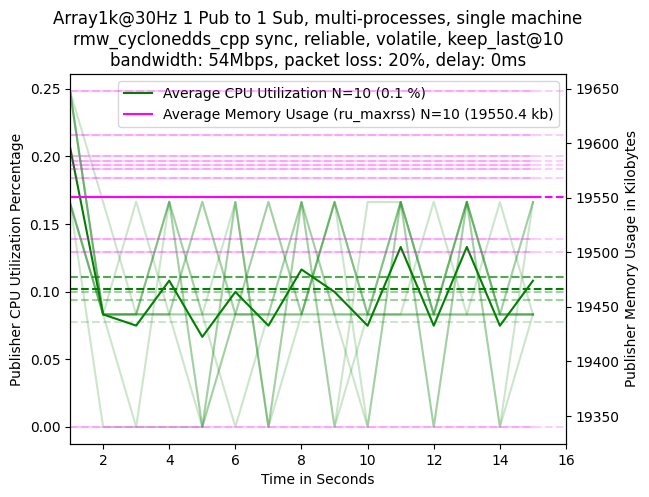 Array1k@30Hz 1 Pub to 1 Sub, multi-processes, single machine
rmw_cyclonedds_cpp sync, reliable, volatile, keep_last@10
bandwidth: 54Mbps, packet loss: 20%, delay: 0ms
Average CPU Utilization N=10 (0.1 %)
Average Memory Usage (ru_maxrss) N=10 (19550.4 kb)
Publisher CPU Utilization Percentage
0.25
0.20
0.15
0.10
0.05
0.00
19650
19600
19550
19500
19450
19400
19350
Publisher Memory Usage in Kilobytes
2 4 6 8 10 12 14 16
Time in Seconds